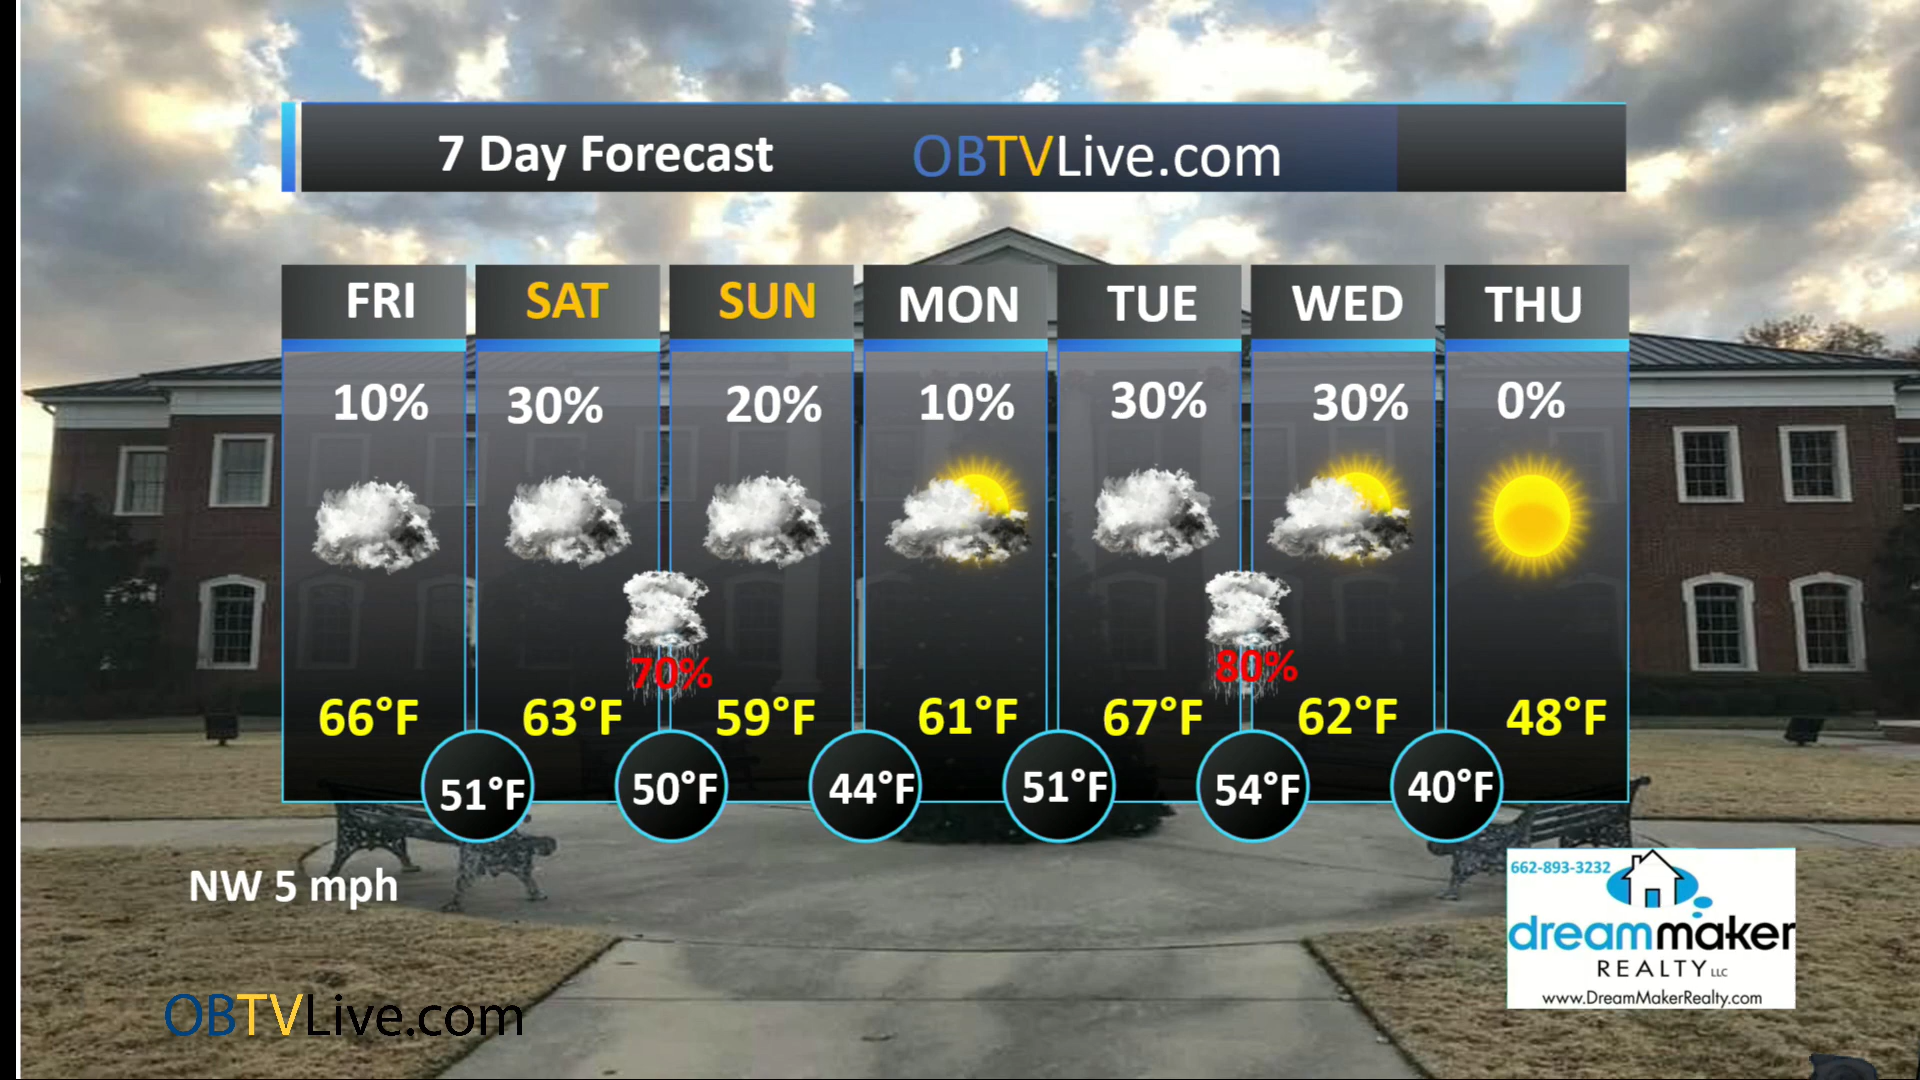 7 Day Forecast OBTVLive.com
FRI SAT SUN MON TUE WED THU
10% 30% 20% 10% 30% 30% 0%
70% 80%
66°F 63°F 59°F 61°F 67°F 62°F 48°F
51°F 50°F 44°F 51°F 54°F 40°F
NW 5 mph
662-893-3232
dreammaker
REALTY LLC
www.DreamMakerRealty.com
OBTVLive.com